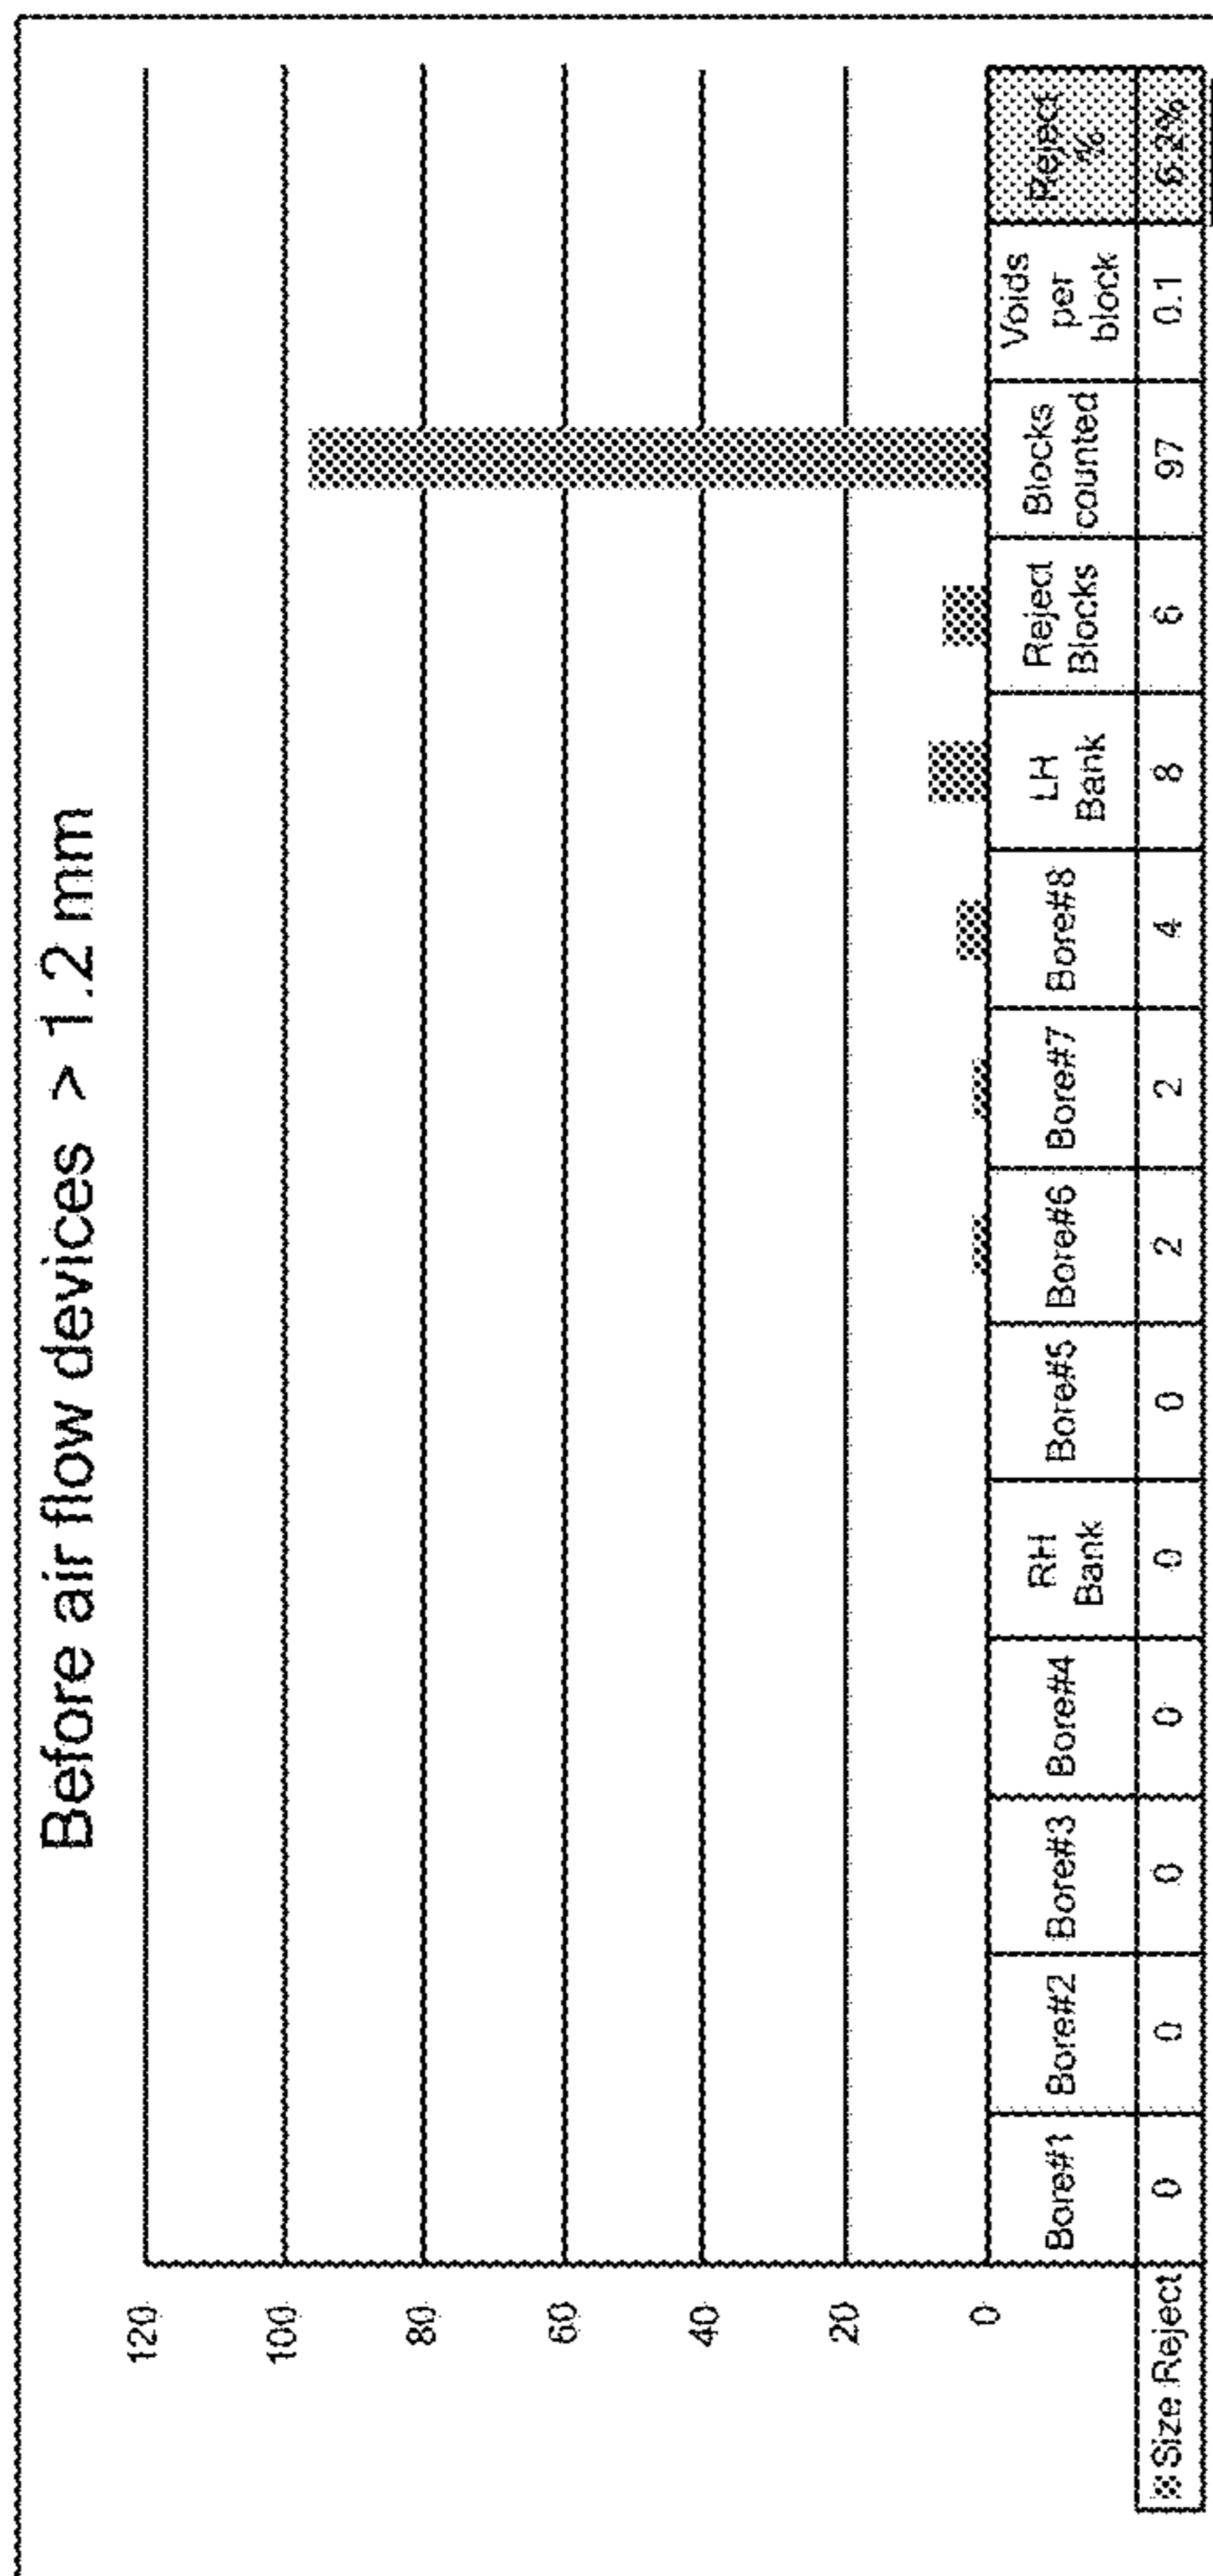 Before air flow devices > 1.2 mm
120
100
80
60
40
20
0
Bore#1 Bore#2 Bore#3 Bore#4 RH Bank Bore#5 Bore#6 Bore#7 Bore#8 LH Bank Reject Blocks Blocks counted Voids per block Reject %
Size Reject 0 0 0 0 0 0 2 2 4 8 6 97 0.1 6.2%